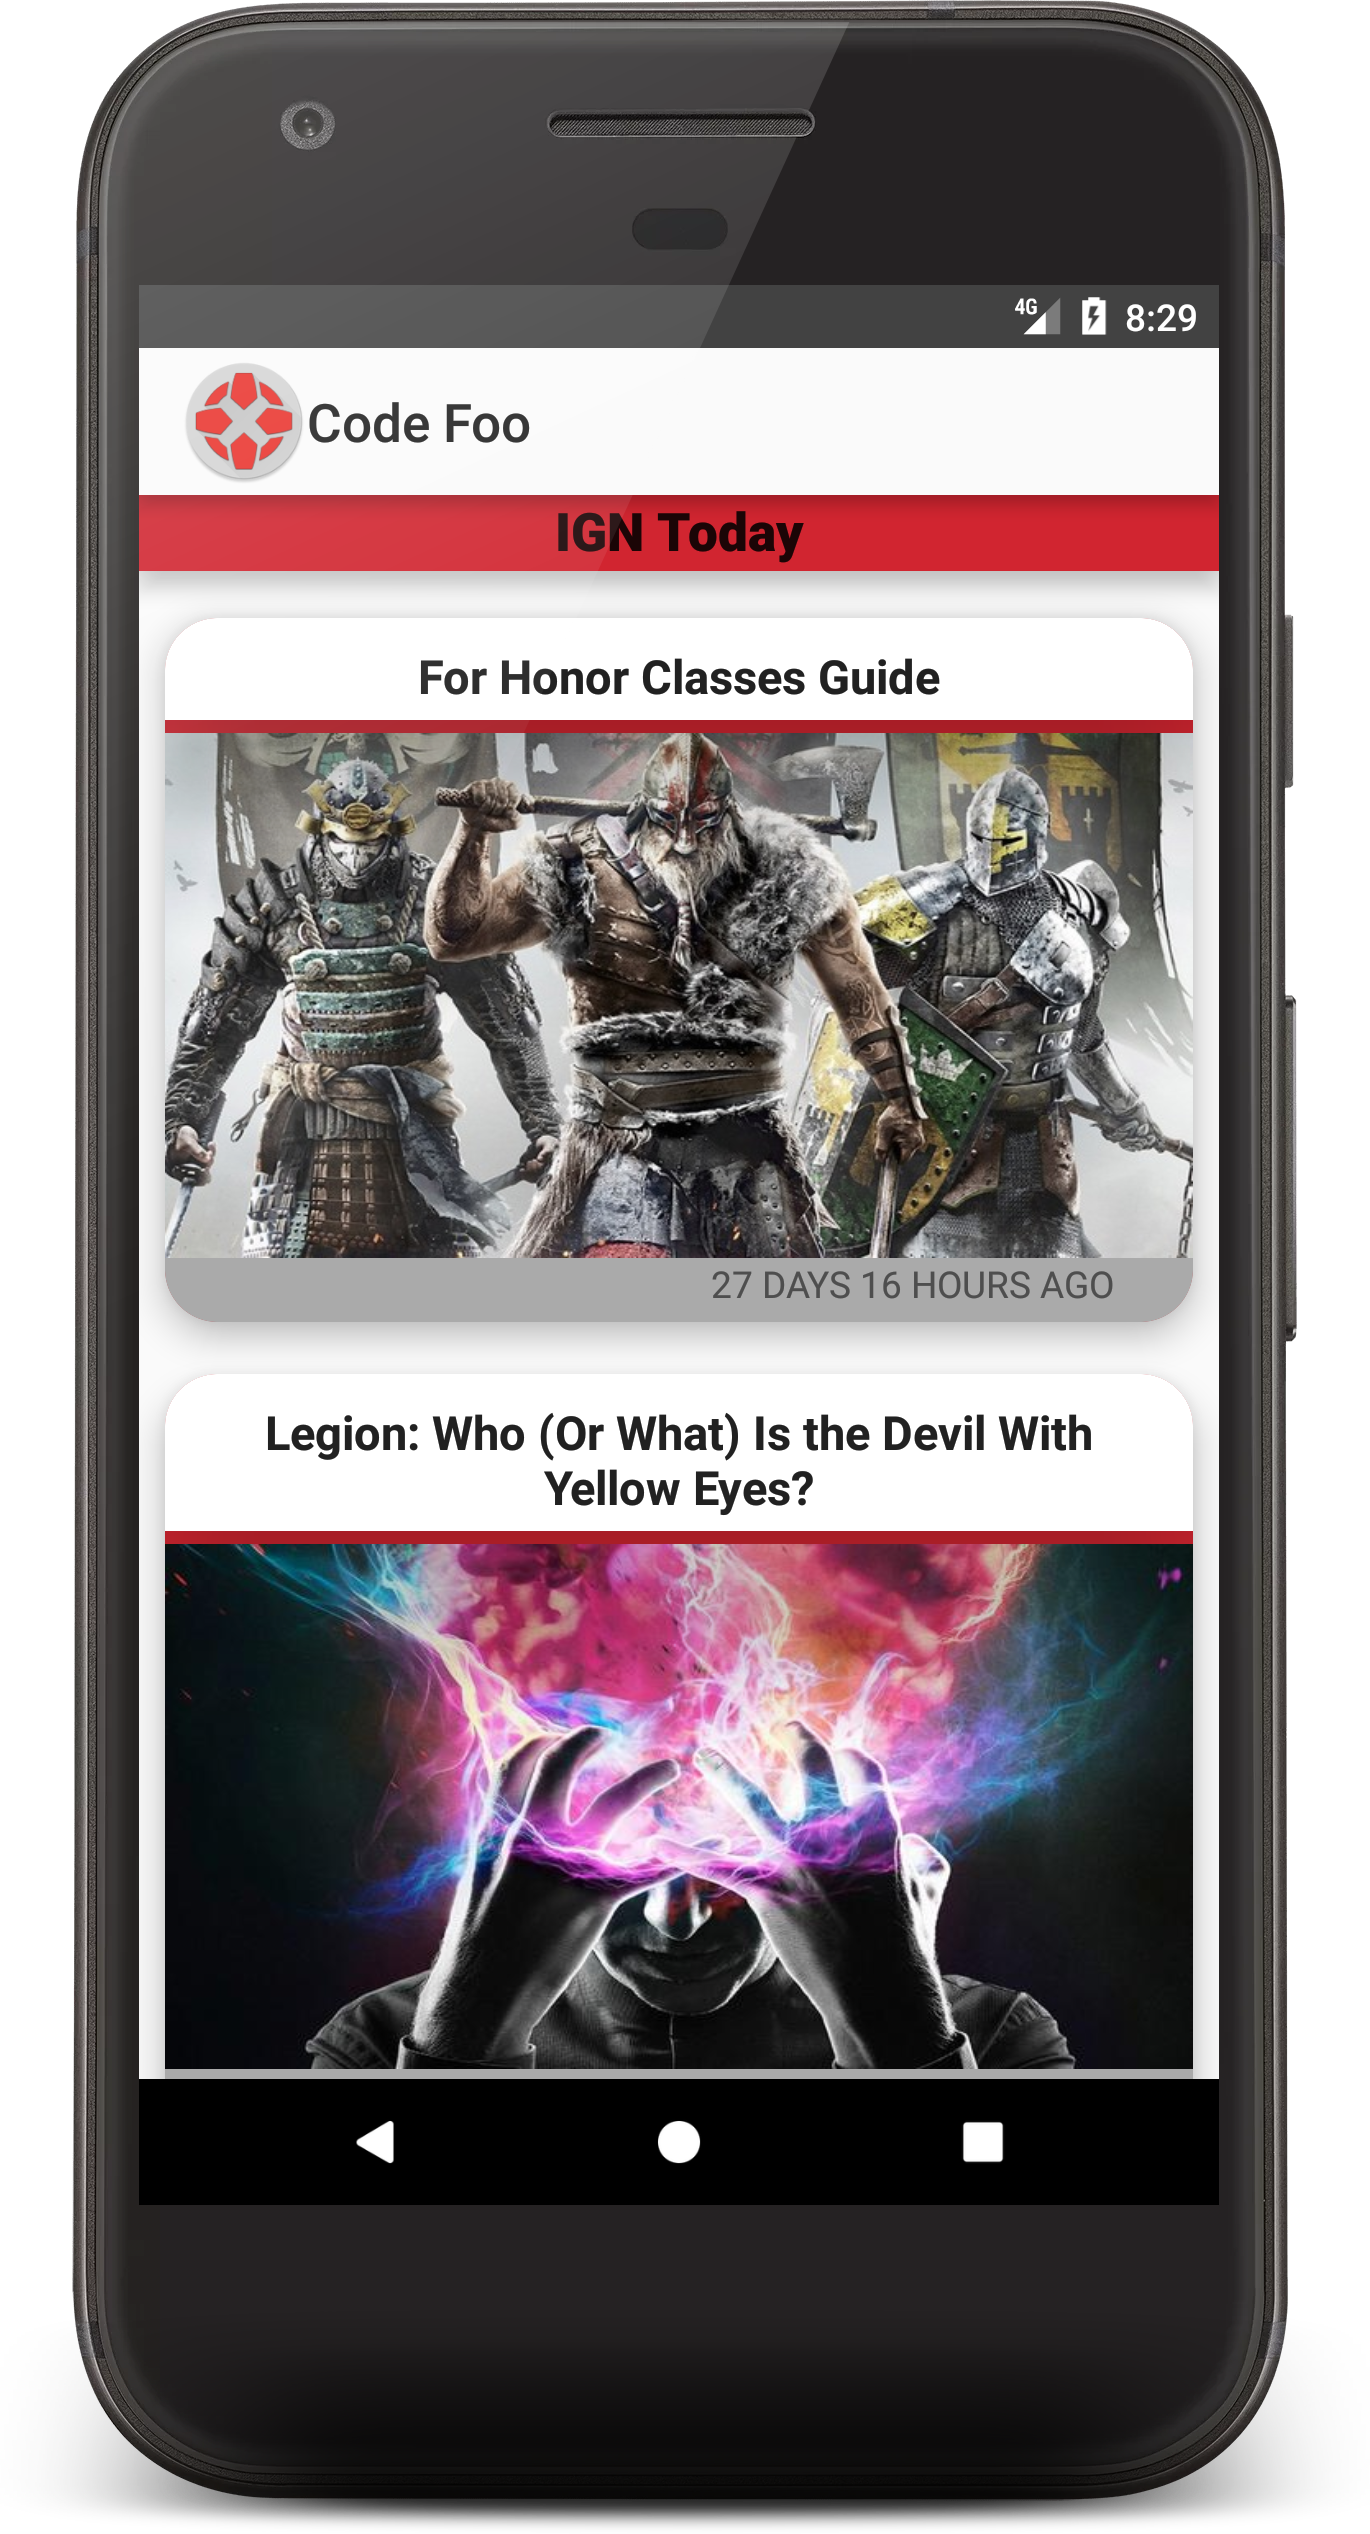 4G 8:29
Code Foo
IGN Today
For Honor Classes Guide
27 DAYS 16 HOURS AGO
Legion: Who (Or What) Is the Devil With
Yellow Eyes?